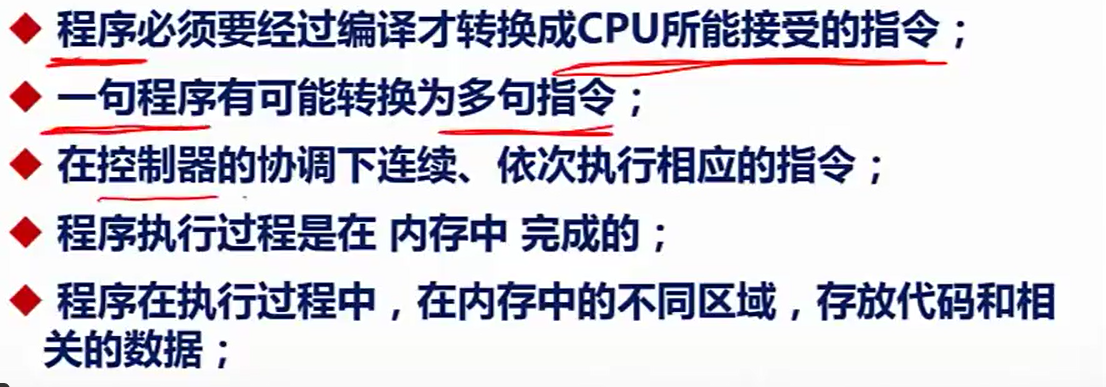 ◆ 程序必须要经过编译才转换成CPU所能接受的指令；
◆ 一句程序有可能转换为多句指令；
◆ 在控制器的协调下连续、依次执行相应的指令；
◆ 程序执行过程是在 内存中 完成的；
◆ 程序在执行过程中，在内存中的不同区域，存放代码和相
关的数据；